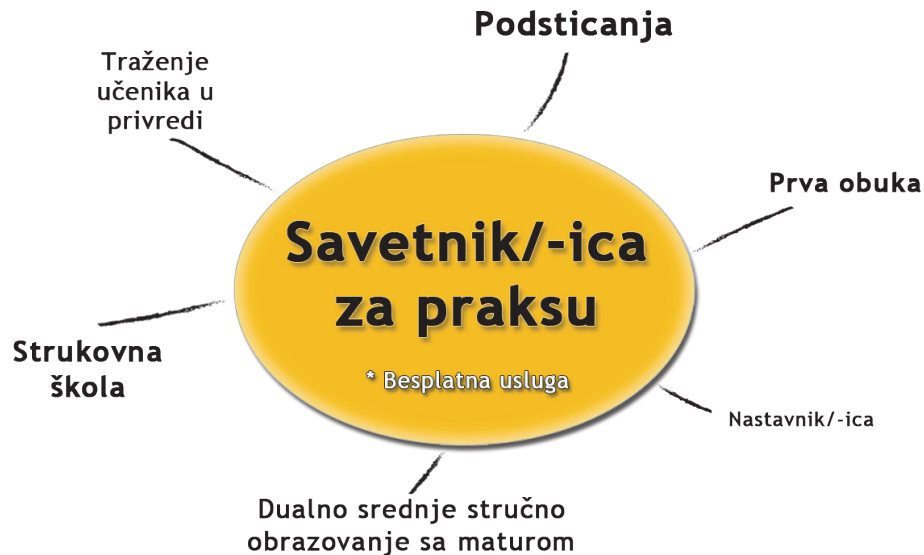 Podsticanja
Traženje
učenika u
privredi
Prva obuka
Savetnik/-ica
za praksu
* Besplatna usluga
Strukovna
škola
Nastavnik/-ica
Dualno srednje stručno
obrazovanje sa maturom